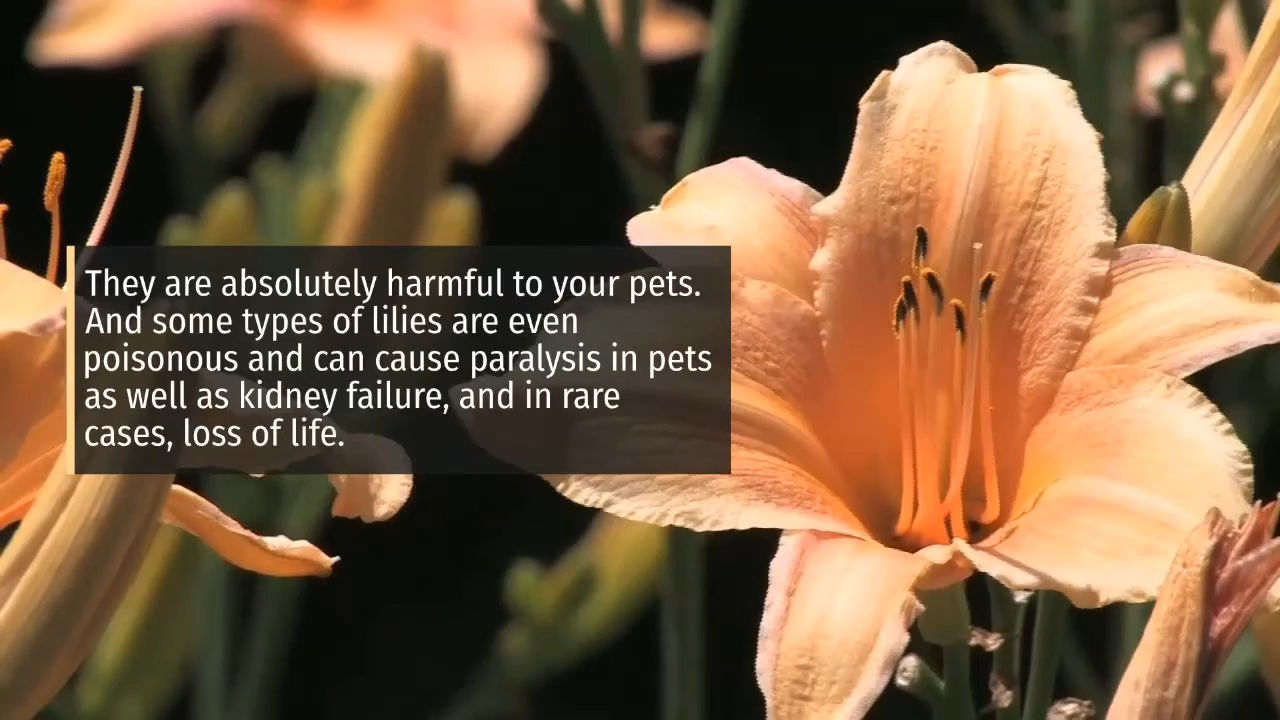 They are absolutely harmful to your pets.
And some types of lilies are even
poisonous and can cause paralysis in pets
as well as kidney failure, and in rare
cases, loss of life.